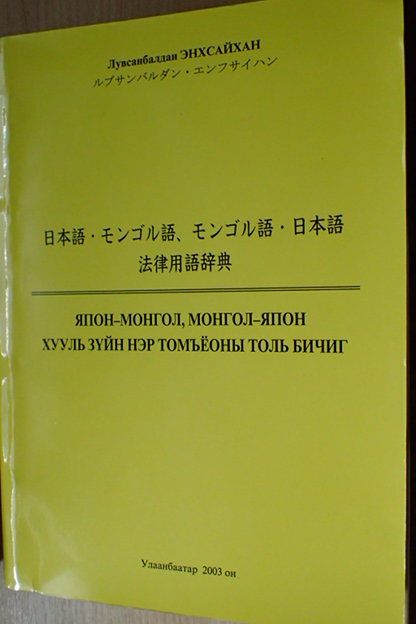 Лувсанбалдан ЭНХСАЙХАН
ルブサンバルダン・エンフサイハン
日本語・モンゴル語、モンゴル語・日本語
法律用語辞典
ЯПОН–МОНГОЛ, МОНГОЛ–ЯПОН
ХУУЛЬ ЗҮЙН НЭР ТОМЪЁОНЫ ТОЛЬ БИЧИГ
Улаанбаатар 2003 он